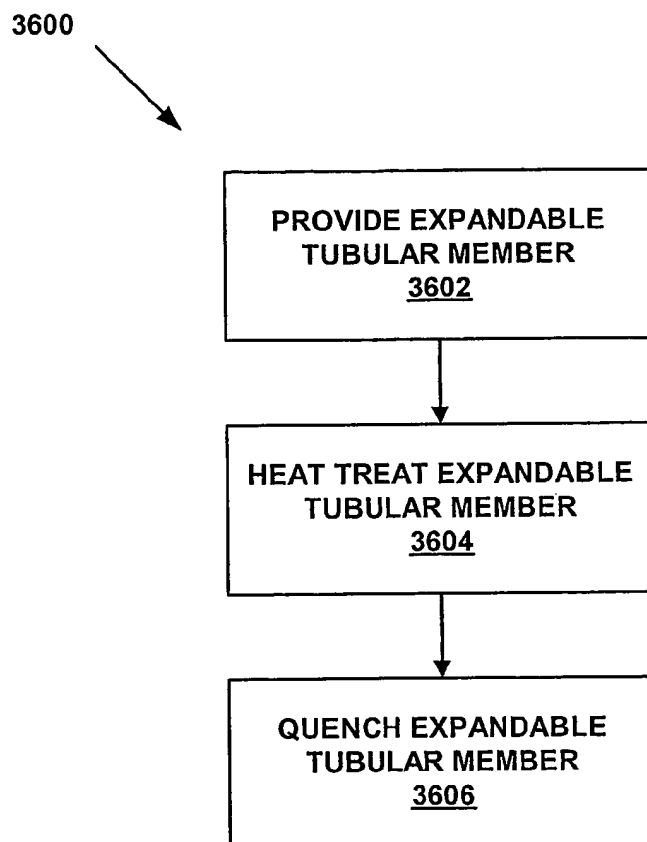 3600
PROVIDE EXPANDABLE
TUBULAR MEMBER
3602
HEAT TREAT EXPANDABLE
TUBULAR MEMBER
3604
QUENCH EXPANDABLE
TUBULAR MEMBER
3606